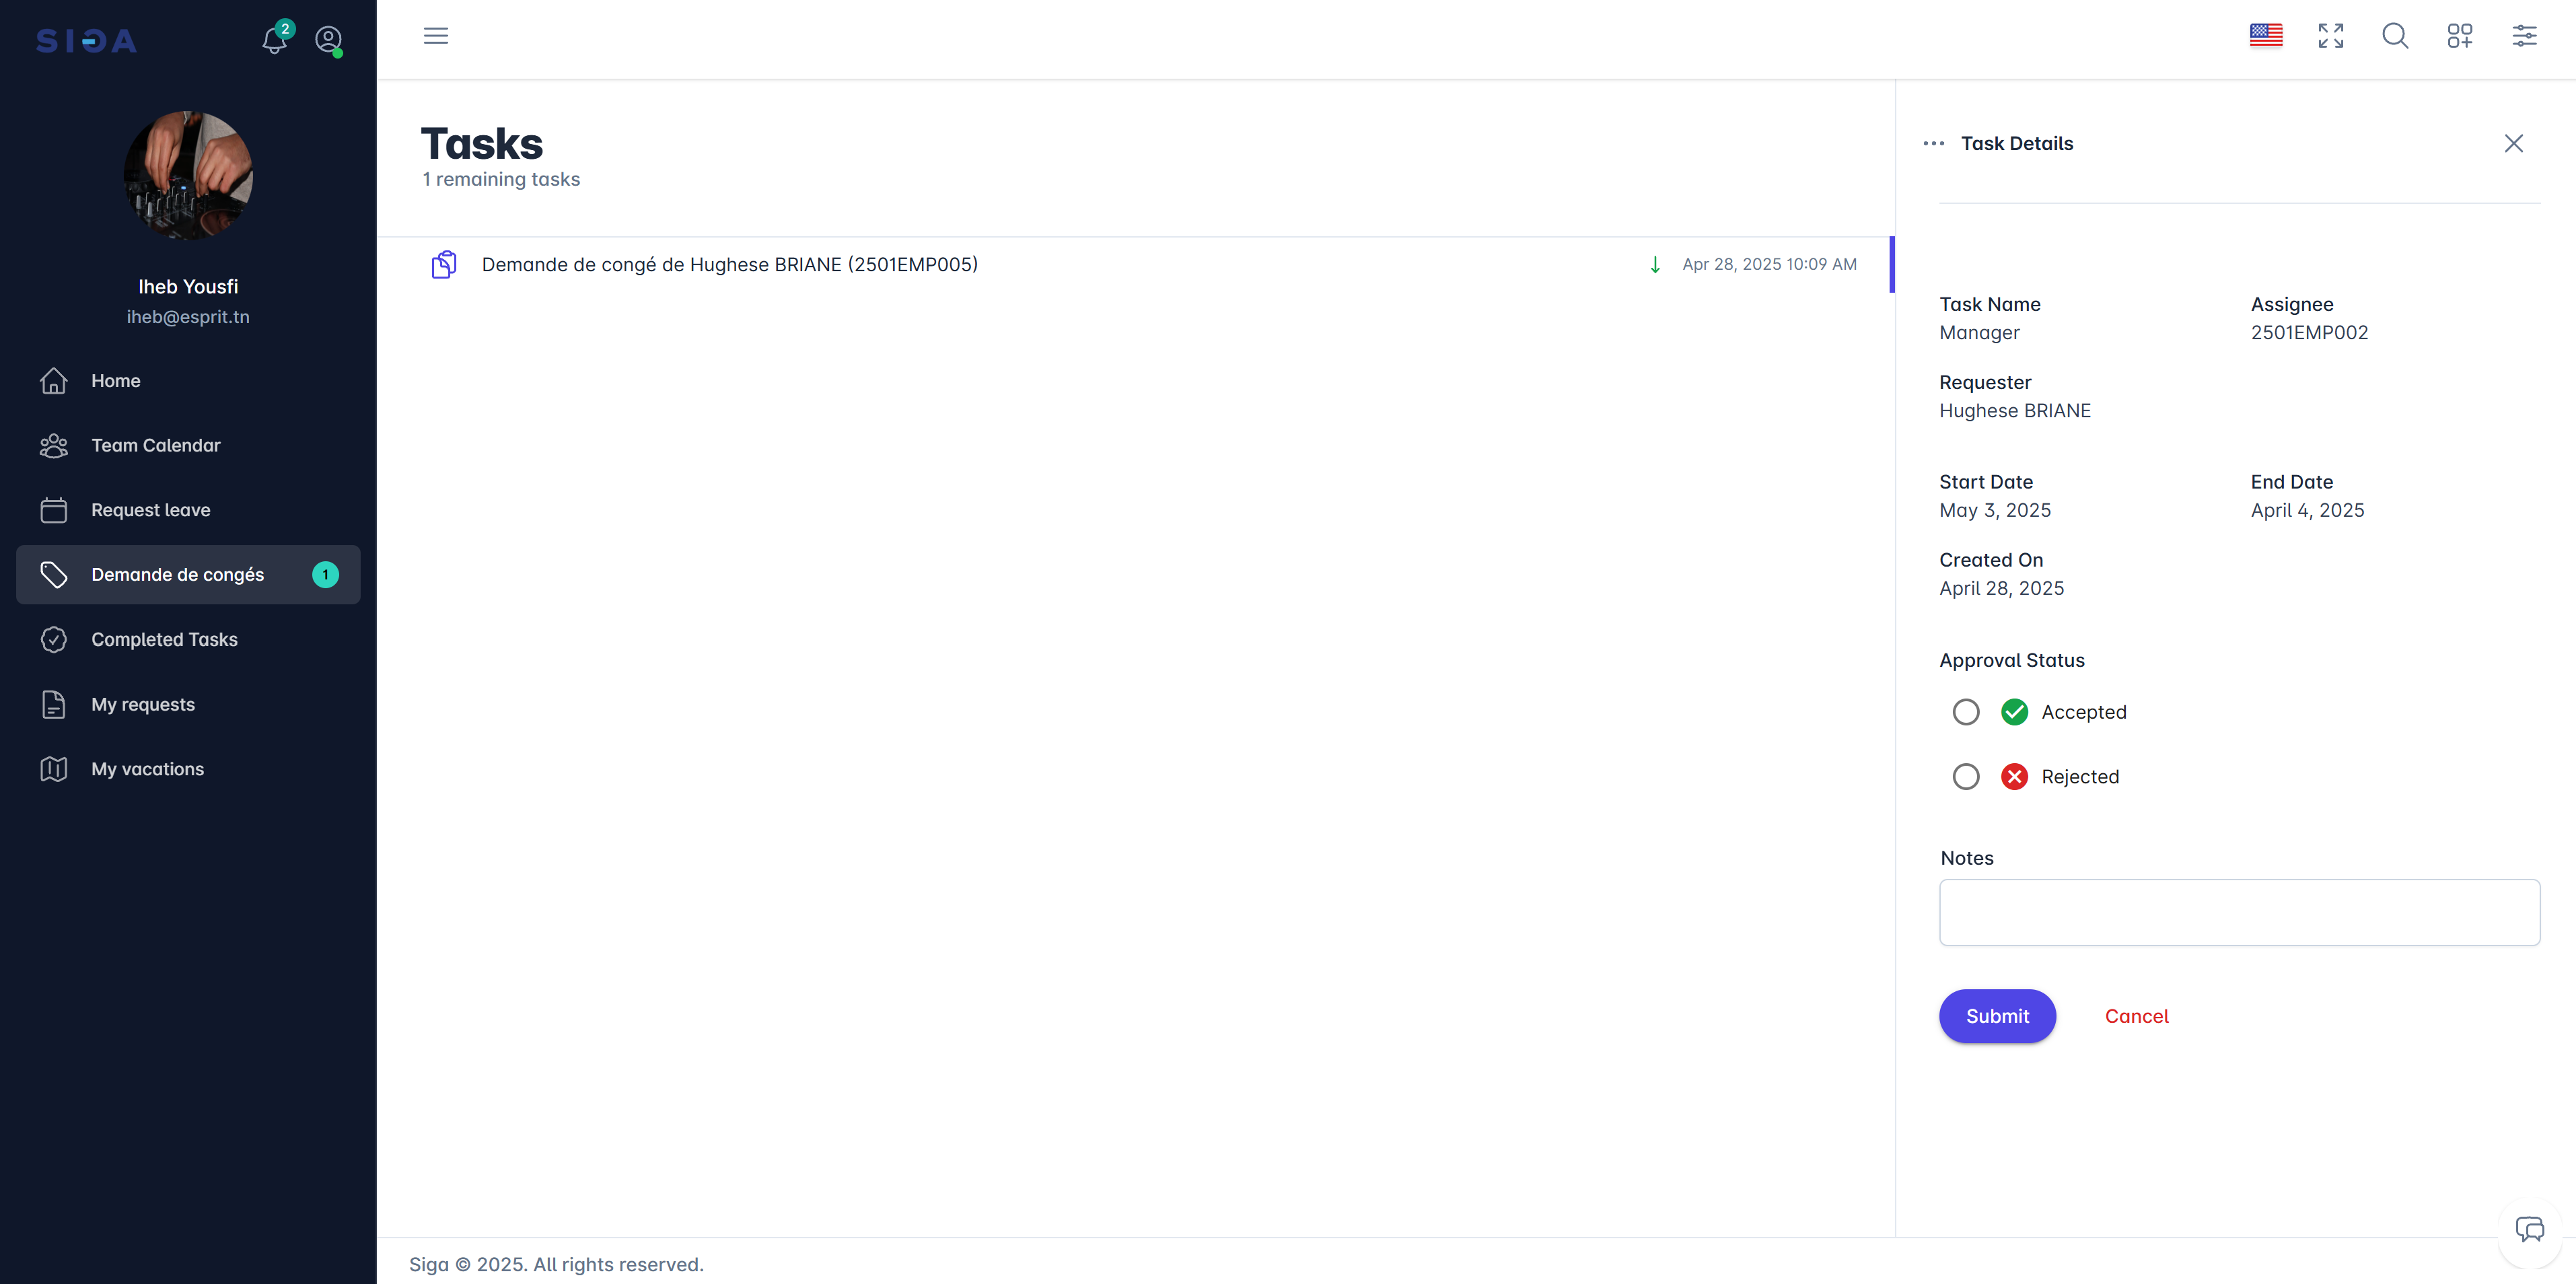 SIGA
2
Iheb Yousfi
iheb@esprit.tn
Home
Team Calendar
Request leave
Demande de congés
1
Completed Tasks
My requests
My vacations
Tasks
1 remaining tasks
Demande de congé de Hughese BRIANE (2501EMP005)
Apr 28, 2025 10:09 AM
Task Details
Task Name
Manager
Assignee
2501EMP002
Requester
Hughese BRIANE
Start Date
May 3, 2025
End Date
April 4, 2025
Created On
April 28, 2025
Approval Status
Accepted
Rejected
Notes
Submit
Cancel
Siga © 2025. All rights reserved.